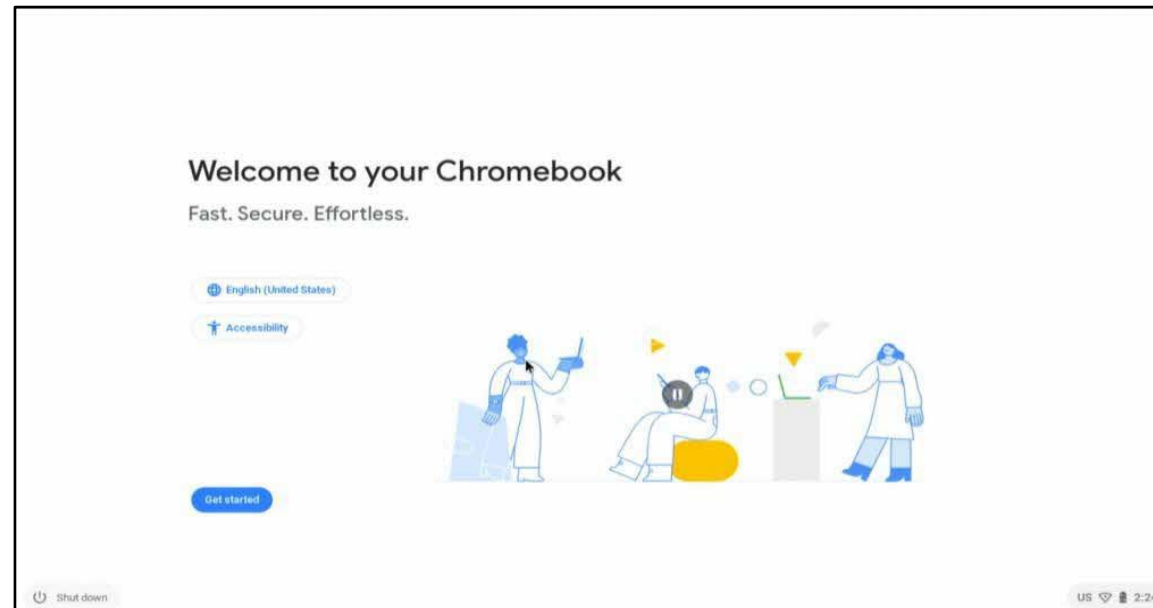 Welcome to your Chromebook
Fast. Secure. Effortless.
English (United States)
Accessibility
Get started
Shut down
US